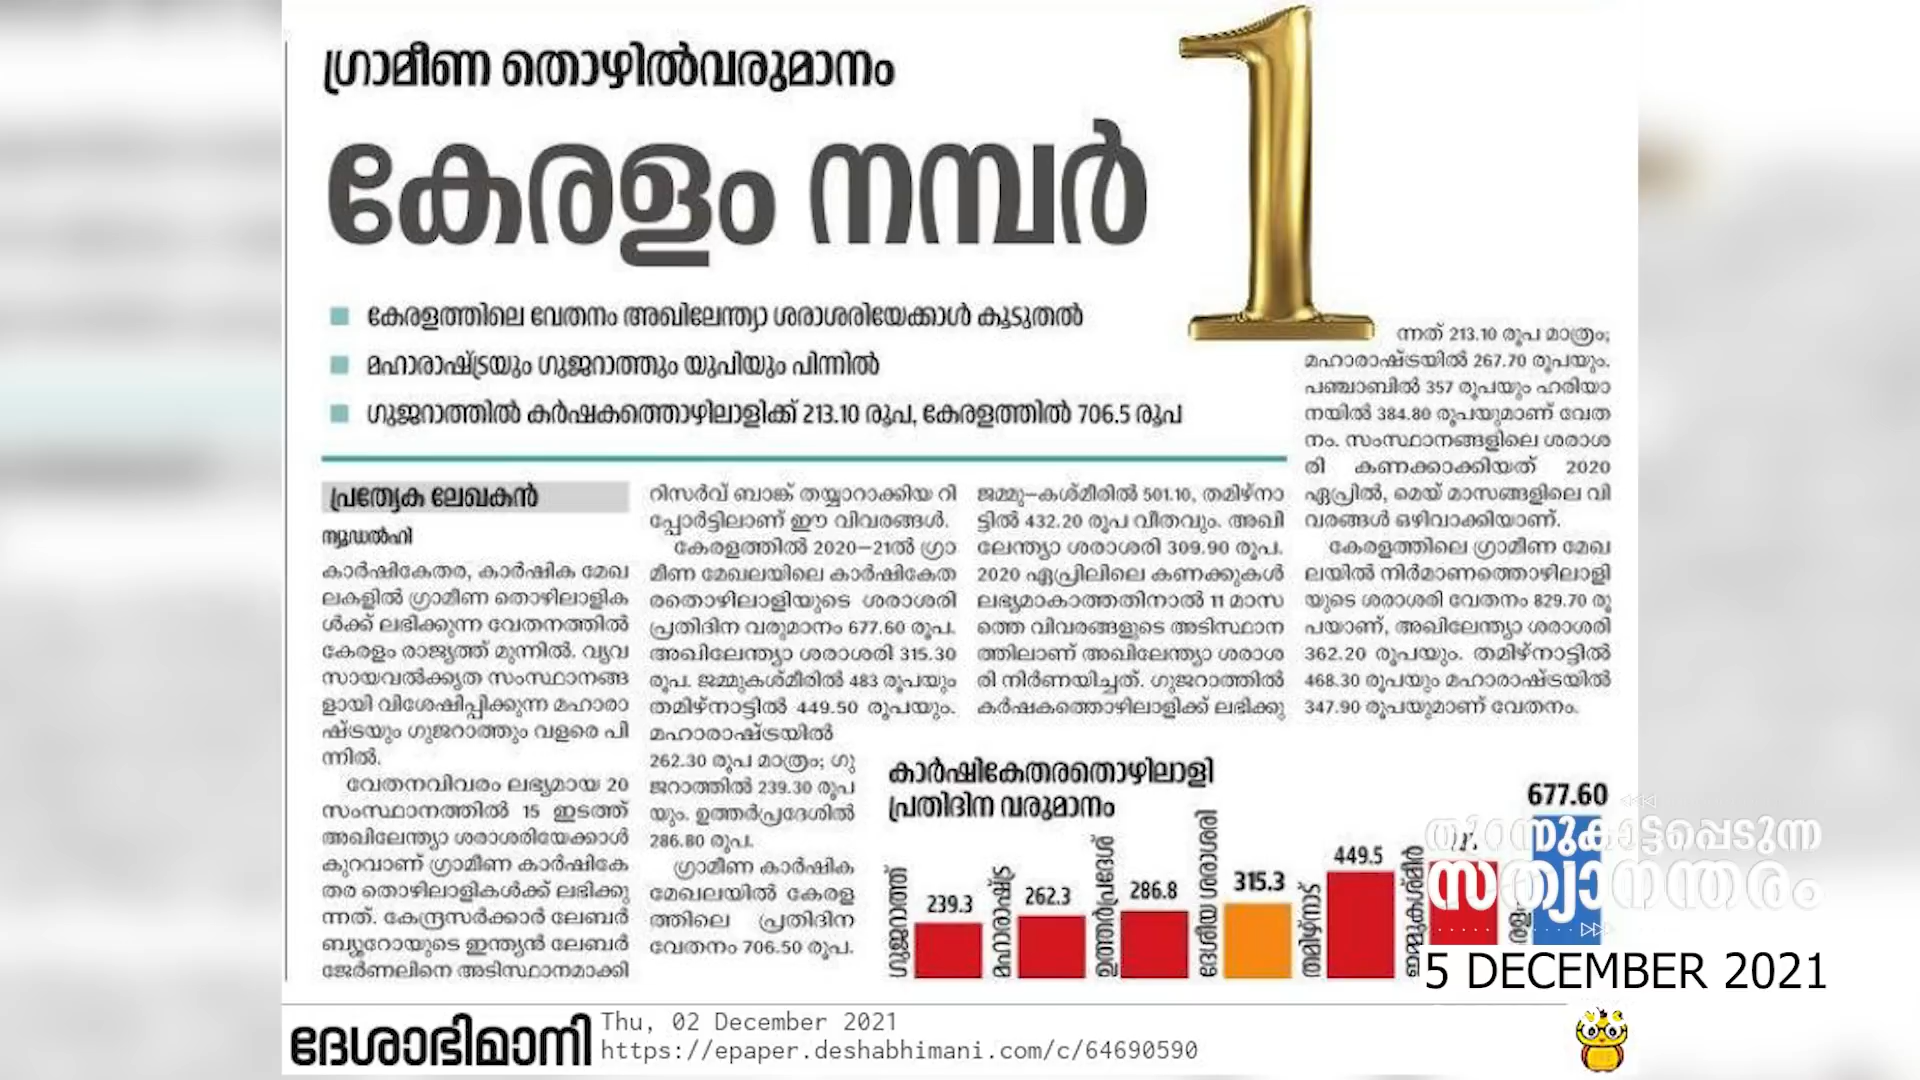 ഗ്രാമീണ തൊഴിൽവരുമാനം
കേരളം നമ്പർ 1
കേരളത്തിലെ വേതനം അഖിലേന്ത്യാ ശരാശരിയേക്കാൾ കൂടുതൽ
മഹാരാഷ്ട്രയും ഗുജറാത്തും യുപിയും പിന്നിൽ
ഗുജറാത്തിൽ കർഷകത്തൊഴിലാളിക്ക് 213.10 രൂപ, കേരളത്തിൽ 706.5 രൂപ
പ്രത്യേക ലേഖകൻ
ന്യൂഡൽഹി
കാർഷികേതര, കാർഷിക മേഖ
ലകളിൽ ഗ്രാമീണ തൊഴിലാളിക
ൾക്ക് ലഭിക്കുന്ന വേതനത്തിൽ
കേരളം രാജ്യത്ത് മുന്നിൽ. വ്യവ
സായവൽക്കൃത സംസ്ഥാനങ്ങ
ളായി വിശേഷിപ്പിക്കുന്ന മഹാരാ
ഷ്ട്രയും ഗുജറാത്തും വളരെ പി
ന്നിൽ.
വേതനവിവരം ലഭ്യമായ 20
സംസ്ഥാനത്തിൽ 15 ഇടത്ത്
അഖിലേന്ത്യാ ശരാശരിയേക്കാൾ
കുറവാണ് ഗ്രാമീണ കാർഷികേ
തര തൊഴിലാളികൾക്ക് ലഭിക്കു
ന്നത്. കേന്ദ്രസർക്കാർ ലേബർ
ബ്യൂറോയുടെ ഇന്ത്യൻ ലേബർ
ജേർണലിനെ അടിസ്ഥാനമാക്കി
റിസർവ് ബാങ്ക് തയ്യാറാക്കിയ റി
പ്പോർട്ടിലാണ് ഈ വിവരങ്ങൾ.
കേരളത്തിൽ 2020–21ൽ ഗ്രാ
മീണ മേഖലയിലെ കാർഷികേത
രതൊഴിലാളിയുടെ ശരാശരി
പ്രതിദിന വരുമാനം 677.60 രൂപ.
അഖിലേന്ത്യാ ശരാശരി 315.30
രൂപ. ജമ്മുകശ്മീരിൽ 483 രൂപയും
തമിഴ്നാട്ടിൽ 449.50 രൂപയും.
മഹാരാഷ്ട്രയിൽ
262.30 രൂപ മാത്രം; ഗു
ജറാത്തിൽ 239.30 രൂപ
യും. ഉത്തർപ്രദേശിൽ
286.80 രൂപ.
ഗ്രാമീണ കാർഷിക
മേഖലയിൽ കേരള
ത്തിലെ പ്രതിദിന
വേതനം 706.50 രൂപ.
ജമ്മു–കശ്മീരിൽ 501.10, തമിഴ്നാ
ട്ടിൽ 432.20 രൂപ വീതവും. അഖി
ലേന്ത്യാ ശരാശരി 309.90 രൂപ.
2020 ഏപ്രിലിലെ കണക്കുകൾ
ലഭ്യമാകാത്തതിനാൽ 11 മാസ
ത്തെ വിവരങ്ങളുടെ അടിസ്ഥാന
ത്തിലാണ് അഖിലേന്ത്യാ ശരാശ
രി നിർണയിച്ചത്. ഗുജറാത്തിൽ
കർഷകത്തൊഴിലാളിക്ക് ലഭിക്കു
ന്നത് 213.10 രൂപ മാത്രം;
മഹാരാഷ്ട്രയിൽ 267.70 രൂപയും.
പഞ്ചാബിൽ 357 രൂപയും ഹരിയാ
നയിൽ 384.80 രൂപയുമാണ് വേത
നം. സംസ്ഥാനങ്ങളിലെ ശരാശ
രി കണക്കാക്കിയത് 2020
ഏപ്രിൽ, മെയ് മാസങ്ങളിലെ വി
വരങ്ങൾ ഒഴിവാക്കിയാണ്.
കേരളത്തിലെ ഗ്രാമീണ മേഖ
ലയിൽ നിർമാണത്തൊഴിലാളി
യുടെ ശരാശരി വേതനം 829.70 രൂ
പയാണ്, അഖിലേന്ത്യാ ശരാശരി
362.20 രൂപയും. തമിഴ്നാട്ടിൽ
468.30 രൂപയും മഹാരാഷ്ട്രയിൽ
347.90 രൂപയുമാണ് വേതനം.
കാർഷികേതരതൊഴിലാളി
പ്രതിദിന വരുമാനം
ഗുജറാത്ത് 239.3
മഹാരാഷ്ട്ര 262.3
ഉത്തർപ്രദേശ് 286.8
ദേശീയ ശരാശരി 315.3
തമിഴ്നാട് 449.5
ജമ്മുകശ്മീർ
677.60
തുറന്നുകാട്ടപ്പെടുന്ന
സത്യാനന്തരം
5 DECEMBER 2021
ദേശാഭിമാനി
Thu, 02 December 2021
https://epaper.deshabhimani.com/c/64690590